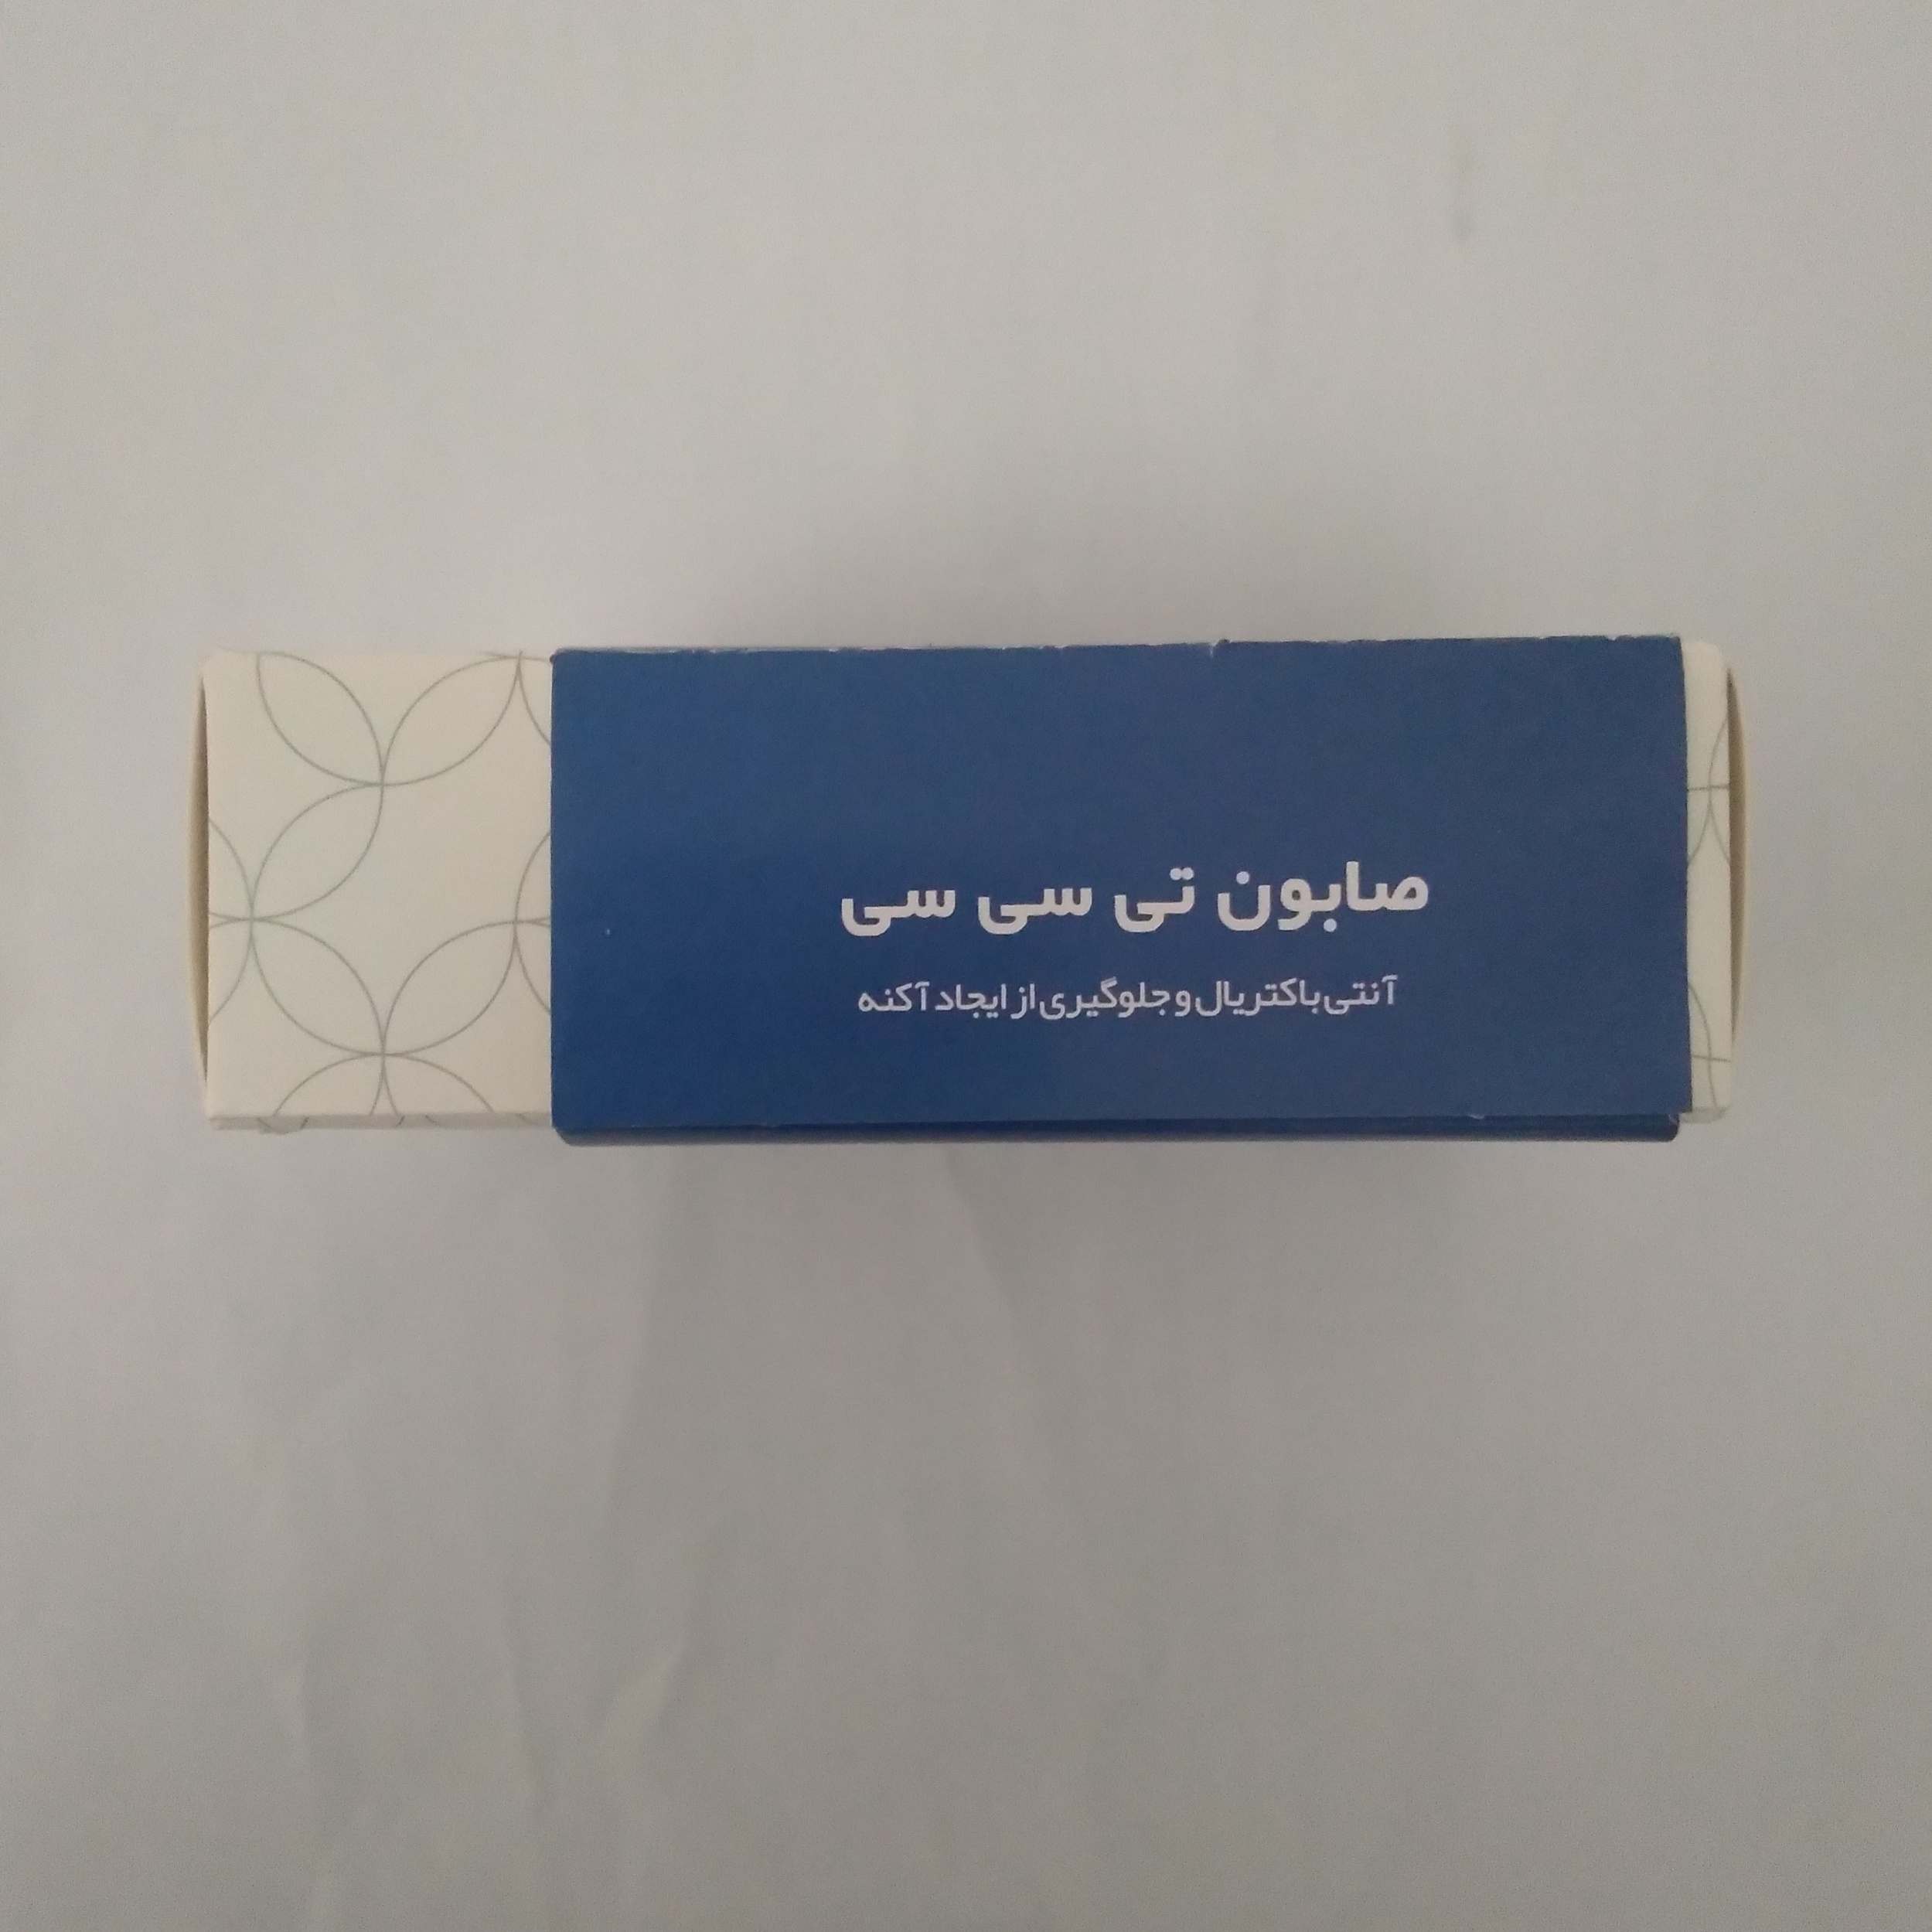 صابون تی سی سی
آنتی باکتریال و جلوگیری از ایجاد آکنه